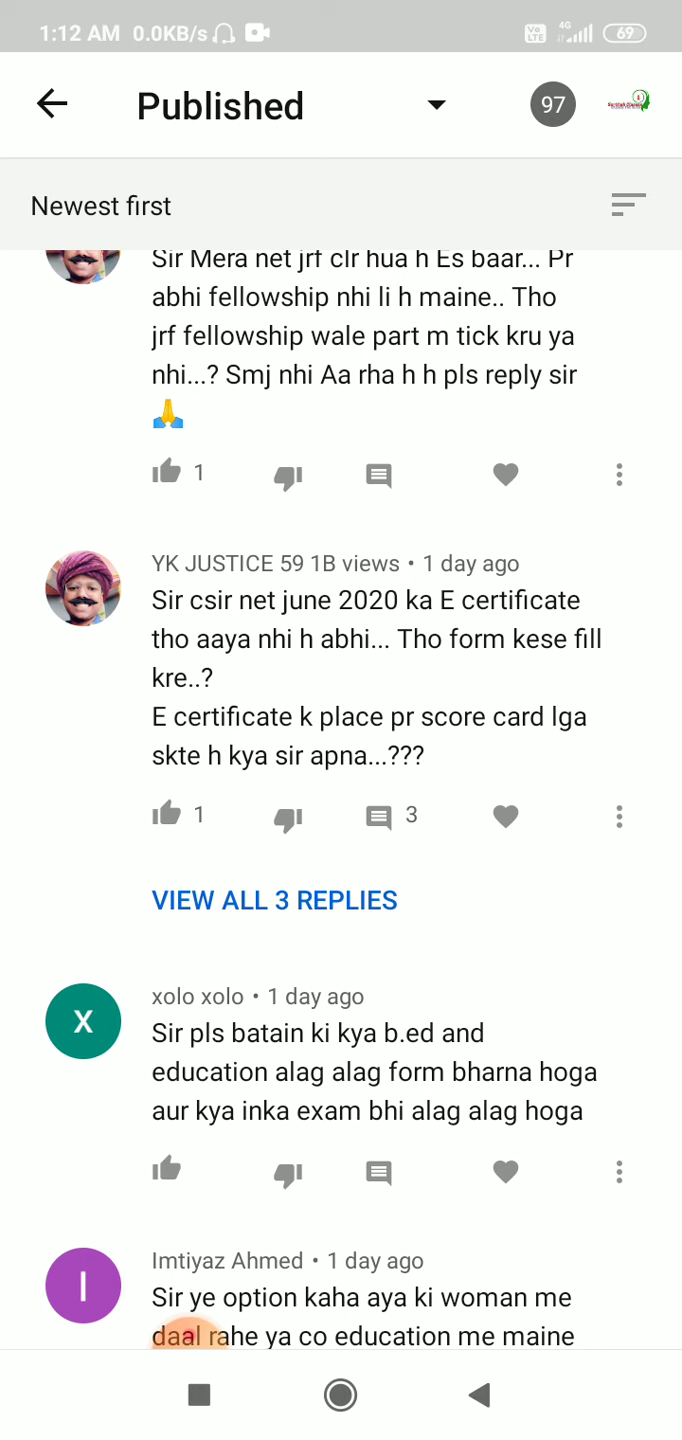 1:12 AM 0.0KB/s Vo LTE 4G 69
Published 97
Newest first
Sir Mera net jrf clr hua h Es baar... Pr
abhi fellowship nhi li h maine.. Tho
jrf fellowship wale part m tick kru ya
nhi...? Smj nhi Aa rha h h pls reply sir
🙏
1
YK JUSTICE 59 1B views • 1 day ago
Sir csir net june 2020 ka E certificate
tho aaya nhi h abhi... Tho form kese fill
kre..?
E certificate k place pr score card lga
skte h kya sir apna...???
1 3
VIEW ALL 3 REPLIES
X
xolo xolo • 1 day ago
Sir pls batain ki kya b.ed and
education alag alag form bharna hoga
aur kya inka exam bhi alag alag hoga
I
Imtiyaz Ahmed • 1 day ago
Sir ye option kaha aya ki woman me
daal rahe ya co education me maine